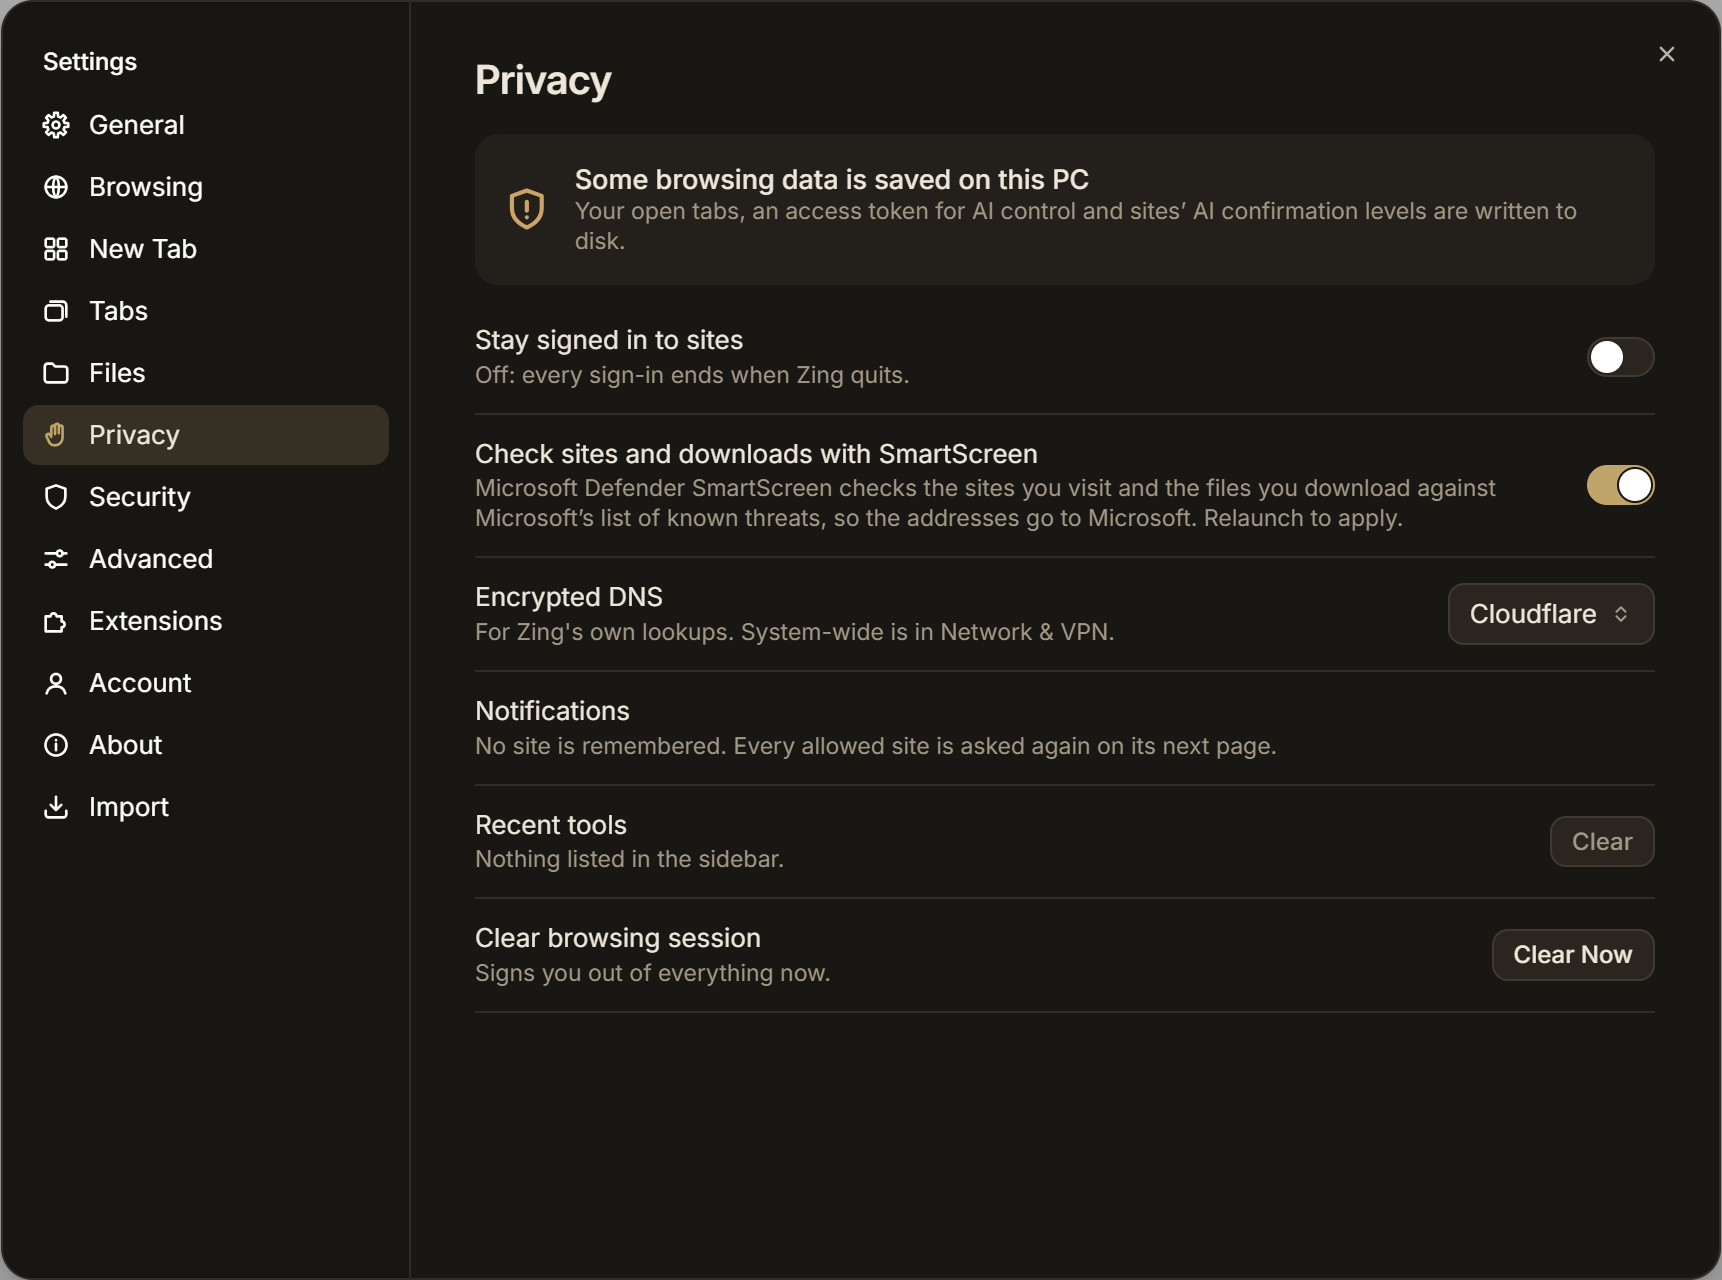 Settings
General
Browsing
New Tab
Tabs
Files
Privacy
Security
Advanced
Extensions
Account
About
Import
Privacy
Some browsing data is saved on this PC
Your open tabs, an access token for AI control and sites’ AI confirmation levels are written to
disk.
Stay signed in to sites
Off: every sign-in ends when Zing quits.
Check sites and downloads with SmartScreen
Microsoft Defender SmartScreen checks the sites you visit and the files you download against
Microsoft’s list of known threats, so the addresses go to Microsoft. Relaunch to apply.
Encrypted DNS
For Zing's own lookups. System-wide is in Network & VPN.
Cloudflare
Notifications
No site is remembered. Every allowed site is asked again on its next page.
Recent tools
Nothing listed in the sidebar.
Clear
Clear browsing session
Signs you out of everything now.
Clear Now